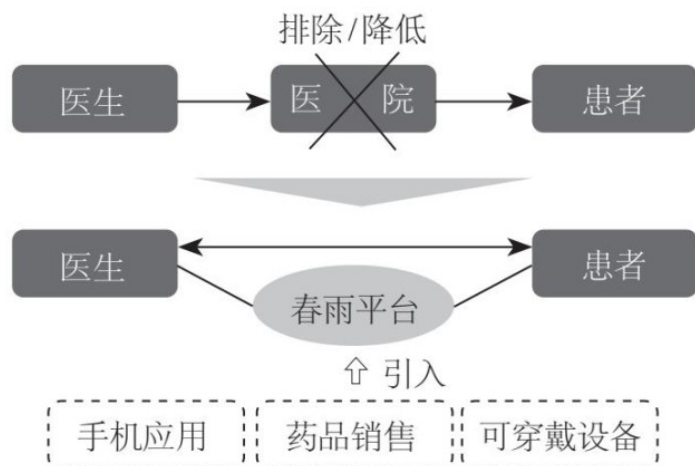 排除/降低
医生 医院 患者
医生 患者
春雨平台
引入
手机应用 药品销售 可穿戴设备